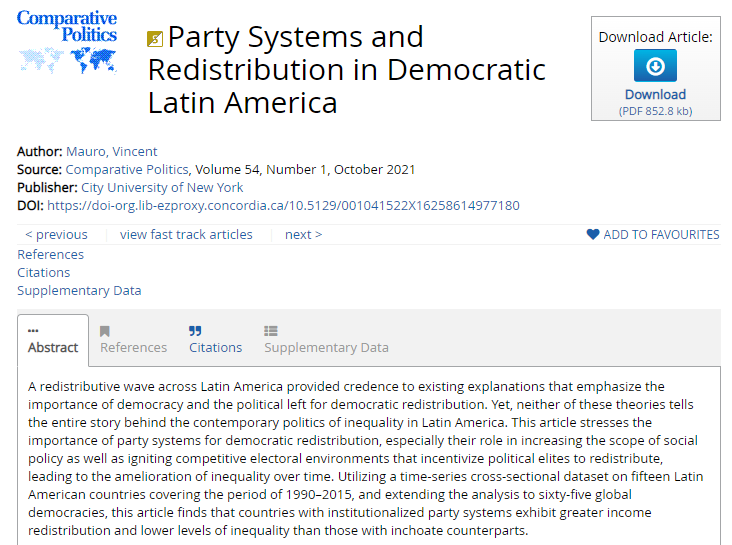 Comparative
Politics
Party Systems and
Redistribution in Democratic
Latin America
Download Article:
Download
(PDF 852.8 kb)
Author: Mauro, Vincent
Source: Comparative Politics, Volume 54, Number 1, October 2021
Publisher: City University of New York
DOI: https://doi-org.lib-ezproxy.concordia.ca/10.5129/001041522X16258614977180
< previous view fast track articles next > ADD TO FAVOURITES
References
Citations
Supplementary Data
Abstract References Citations Supplementary Data
A redistributive wave across Latin America provided credence to existing explanations that emphasize the
importance of democracy and the political left for democratic redistribution. Yet, neither of these theories tells
the entire story behind the contemporary politics of inequality in Latin America. This article stresses the
importance of party systems for democratic redistribution, especially their role in increasing the scope of social
policy as well as igniting competitive electoral environments that incentivize political elites to redistribute,
leading to the amelioration of inequality over time. Utilizing a time-series cross-sectional dataset on fifteen Latin
American countries covering the period of 1990–2015, and extending the analysis to sixty-five global
democracies, this article finds that countries with institutionalized party systems exhibit greater income
redistribution and lower levels of inequality than those with inchoate counterparts.